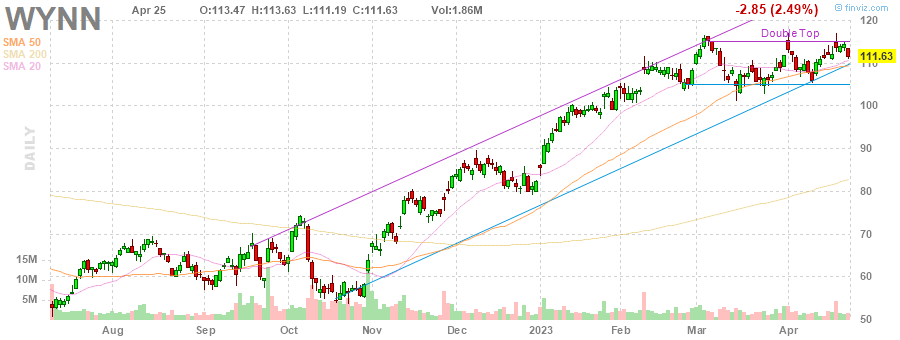 WYNN Apr 25 O:113.47 H:113.63 L:111.19 C:111.63 Vol:1.86M -2.85 (2.49%) @ finviz.com
SMA 50
SMA 200
SMA 20
Double Top
120
111.63
110
100
90
80
70
60
50
DAILY
15M
10M
5M
Aug Sep Oct Nov Dec 2023 Feb Mar Apr